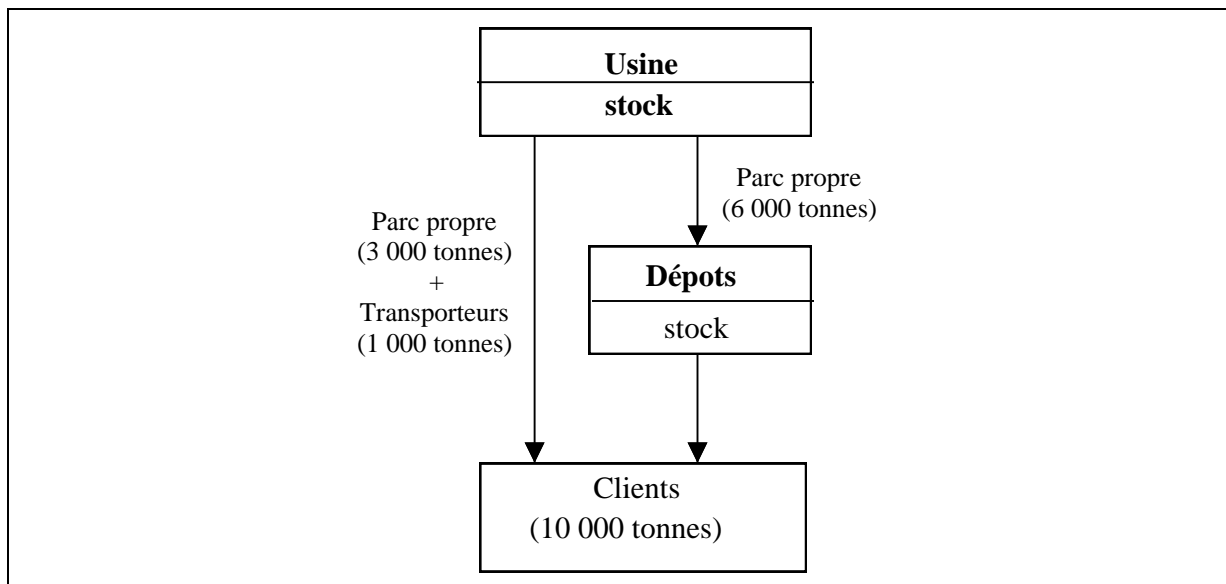 Usine
stock
Parc propre
(6 000 tonnes)
Parc propre
(3 000 tonnes)
+
Transporteurs
(1 000 tonnes)
Dépots
stock
Clients
(10 000 tonnes)